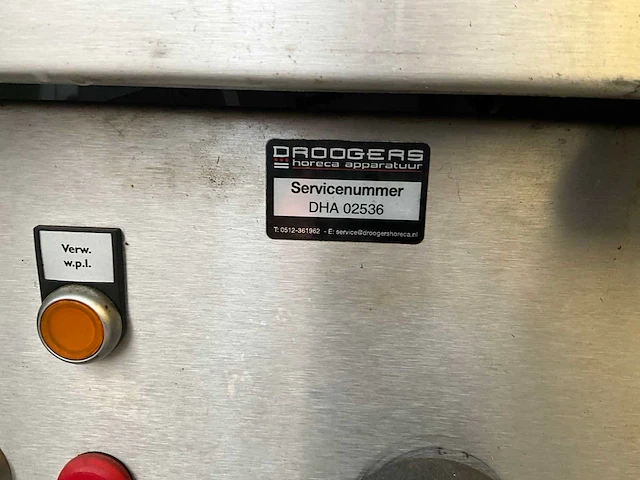 DROOGERS
horeca apparatuur
Servicenummer
DHA 02536
T: 0512-361962 - E: service@droogershoreca.nl
Verw.
w.p.l.